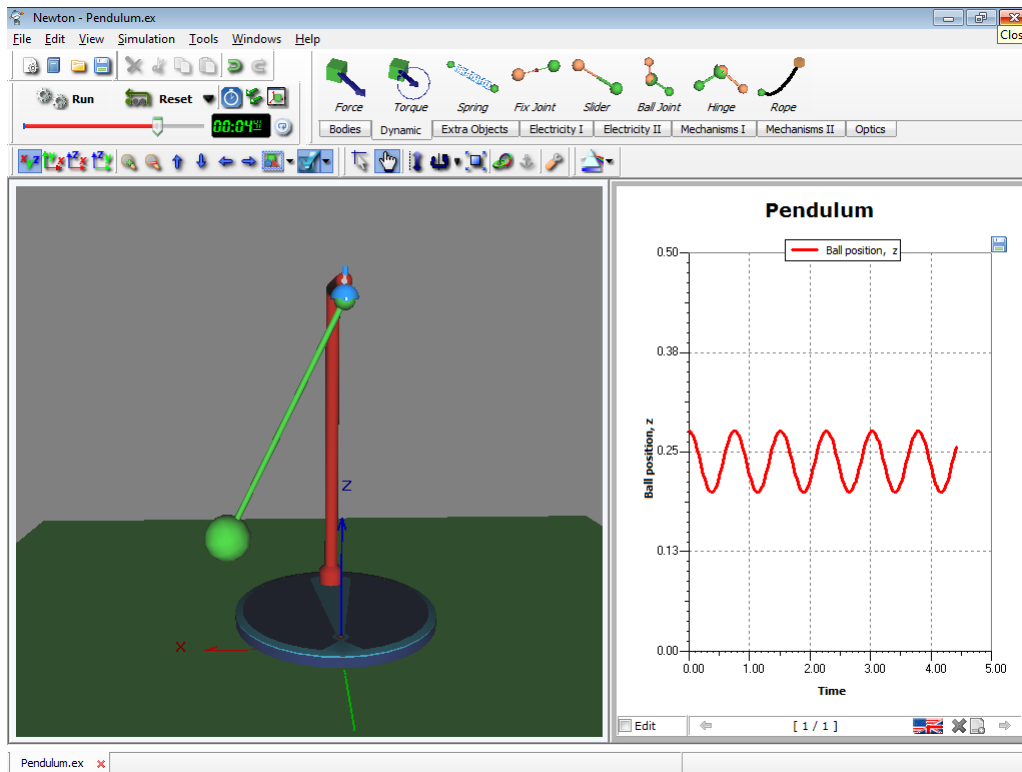 Newton - Pendulum.ex
Clos
File Edit View Simulation Tools Windows Help
Run Reset
Force Torque Spring Fix Joint Slider Ball Joint Hinge Rope
Bodies Dynamic Extra Objects Electricity I Electricity II Mechanisms I Mechanisms II Optics
Pendulum
Ball position, z
0.50
0.38
0.25
0.13
0.00
Ball position, z
0.00 1.00 2.00 3.00 4.00 5.00
Time
Z
X
Edit
[ 1 / 1 ]
Pendulum.ex